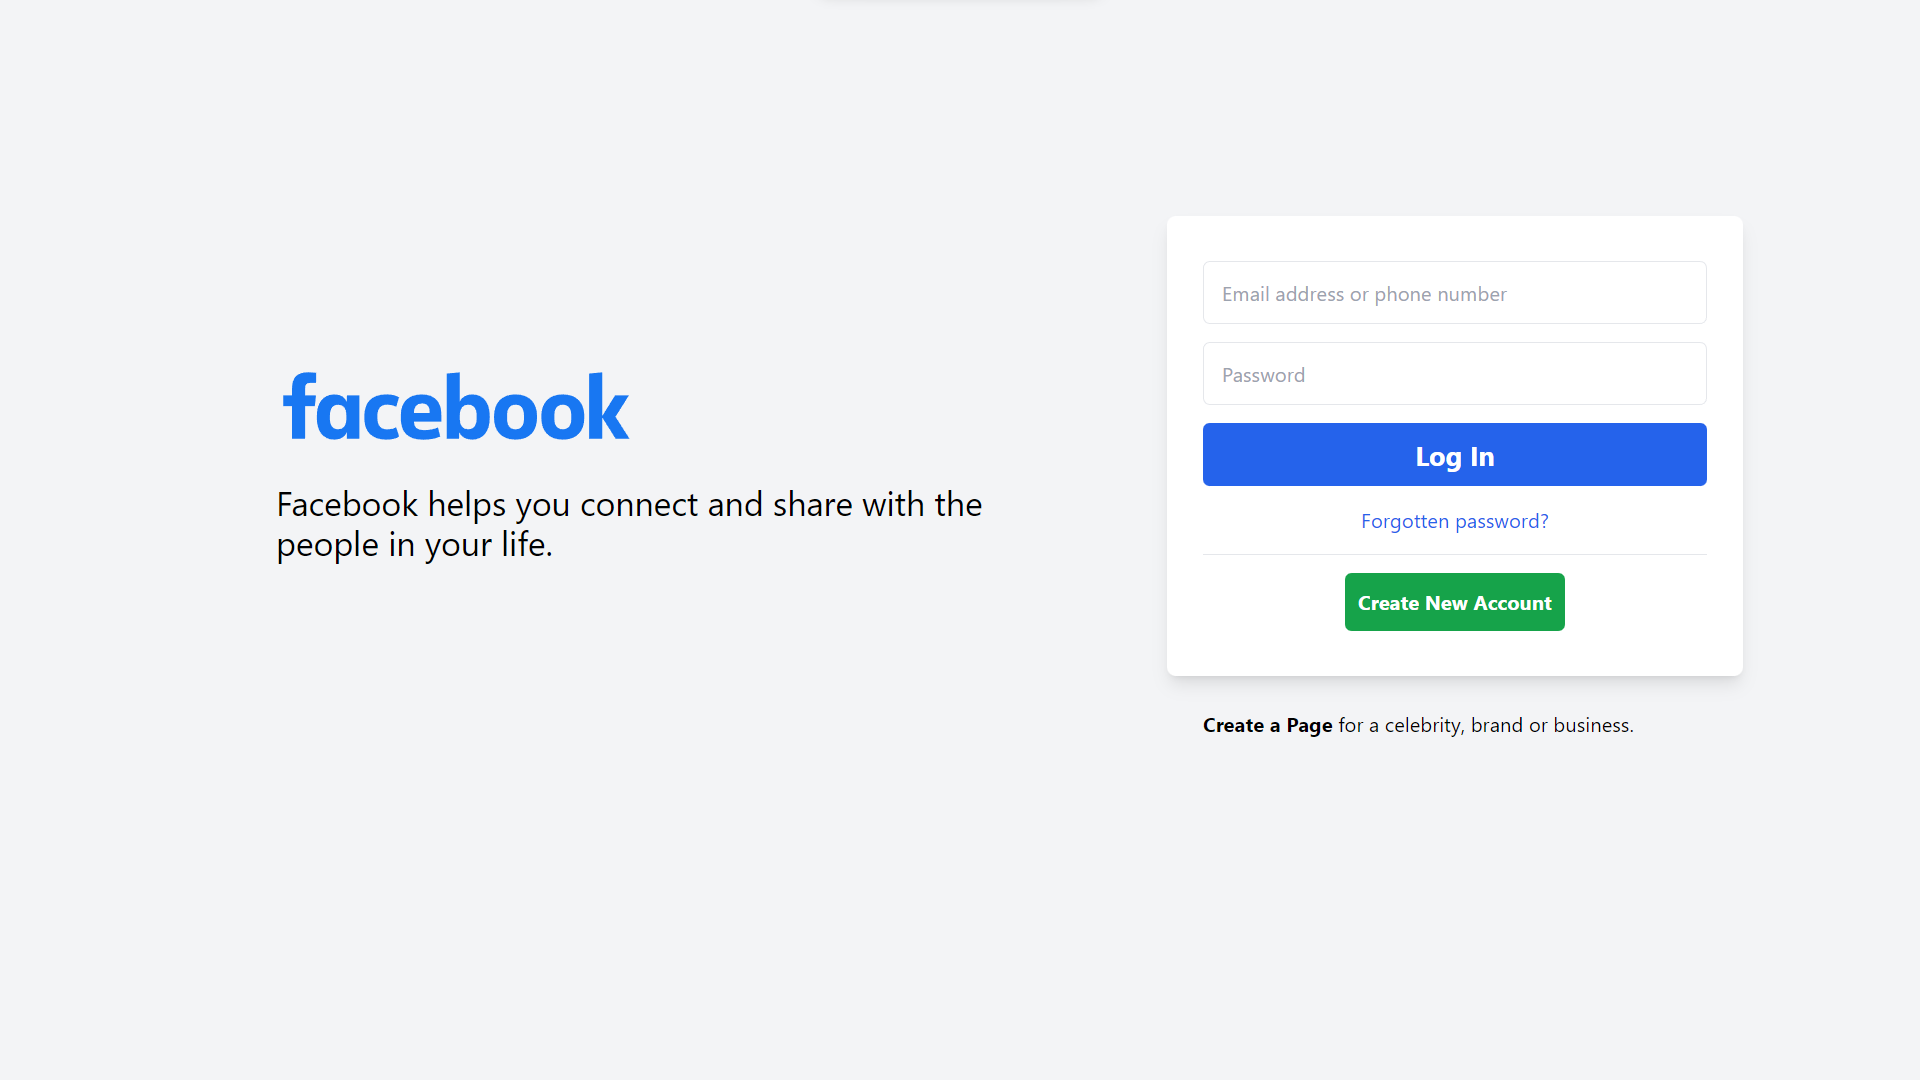 facebook
Facebook helps you connect and share with the
people in your life.
Email address or phone number
Password
Log In
Forgotten password?
Create New Account
Create a Page for a celebrity, brand or business.